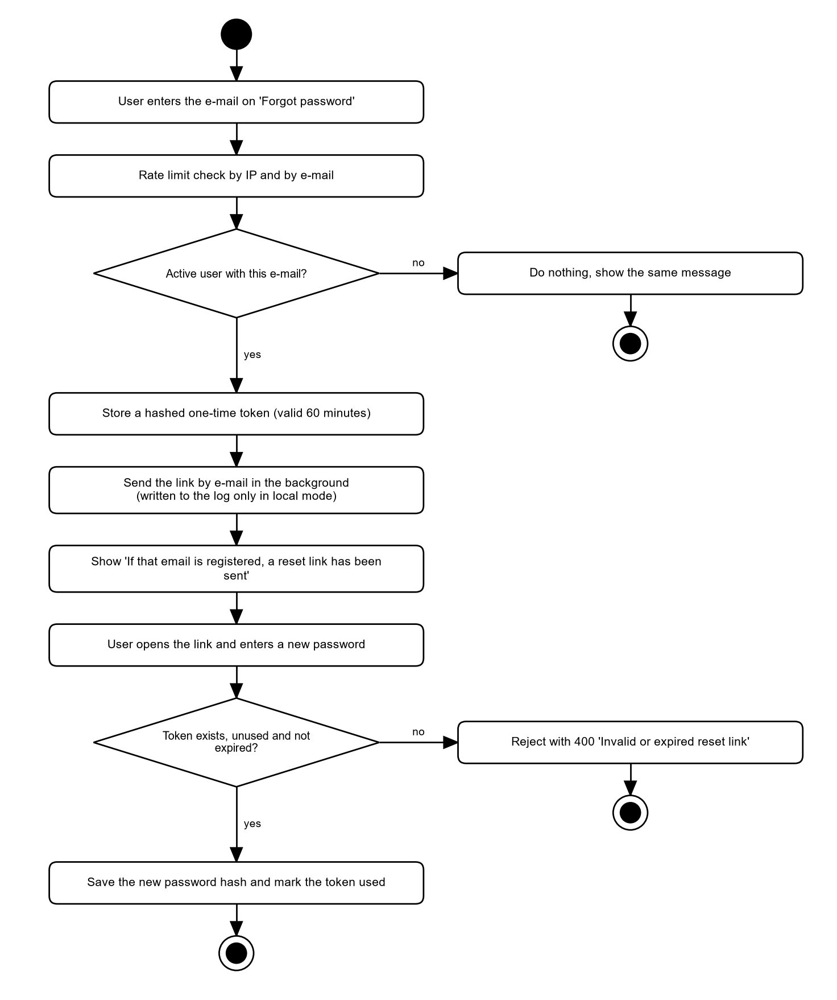 User enters the e-mail on 'Forgot password'
Rate limit check by IP and by e-mail
Active user with this e-mail?
no
Do nothing, show the same message
yes
Store a hashed one-time token (valid 60 minutes)
Send the link by e-mail in the background
(written to the log only in local mode)
Show 'If that email is registered, a reset link has been
sent'
User opens the link and enters a new password
Token exists, unused and not
expired?
no
Reject with 400 'Invalid or expired reset link'
yes
Save the new password hash and mark the token used